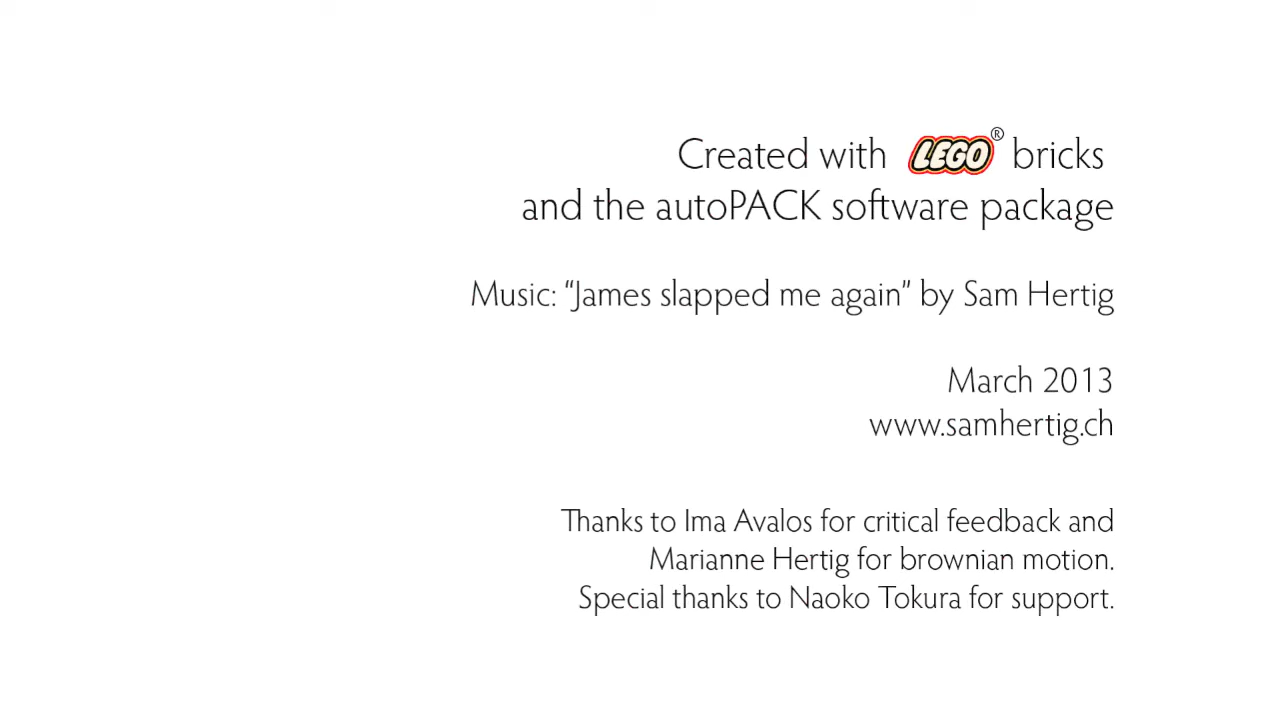 Created with LEGO® bricks
and the autoPACK software package
Music: “James slapped me again” by Sam Hertig
March 2013
www.samhertig.ch
Thanks to Ima Avalos for critical feedback and
Marianne Hertig for brownian motion.
Special thanks to Naoko Tokura for support.